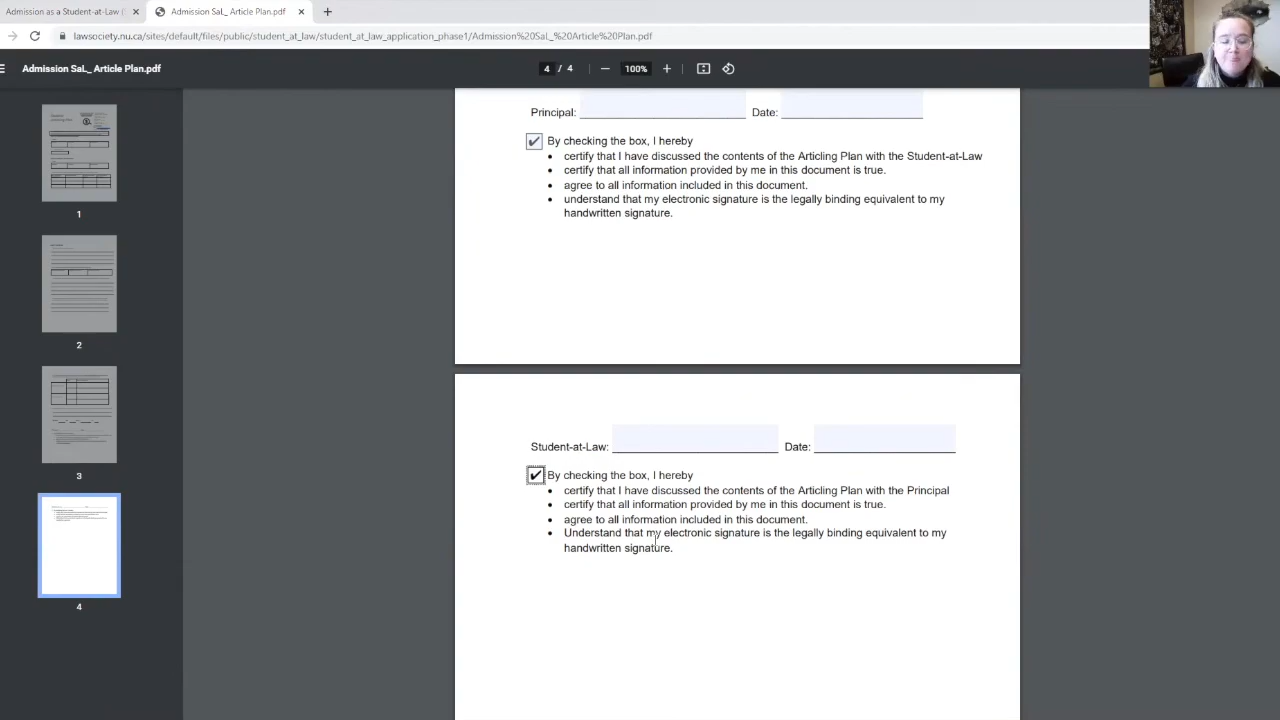 Admission as a Student-at-Law (
Admission SaL_ Article Plan.pdf
lawsociety.nu.ca/sites/default/files/public/student_at_law/student_at_law_application_phase1/Admission%20SaL_%20Article%20Plan.pdf
Admission SaL_ Article Plan.pdf
4 / 4
100%
1
2
3
4
Principal:
Date:
By checking the box, I hereby
• certify that I have discussed the contents of the Articling Plan with the Student-at-Law
• certify that all information provided by me in this document is true.
• agree to all information included in this document.
• understand that my electronic signature is the legally binding equivalent to my
handwritten signature.
Student-at-Law:
Date:
By checking the box, I hereby
• certify that I have discussed the contents of the Articling Plan with the Principal
• certify that all information provided by me in this document is true.
• agree to all information included in this document.
• Understand that my electronic signature is the legally binding equivalent to my
handwritten signature.